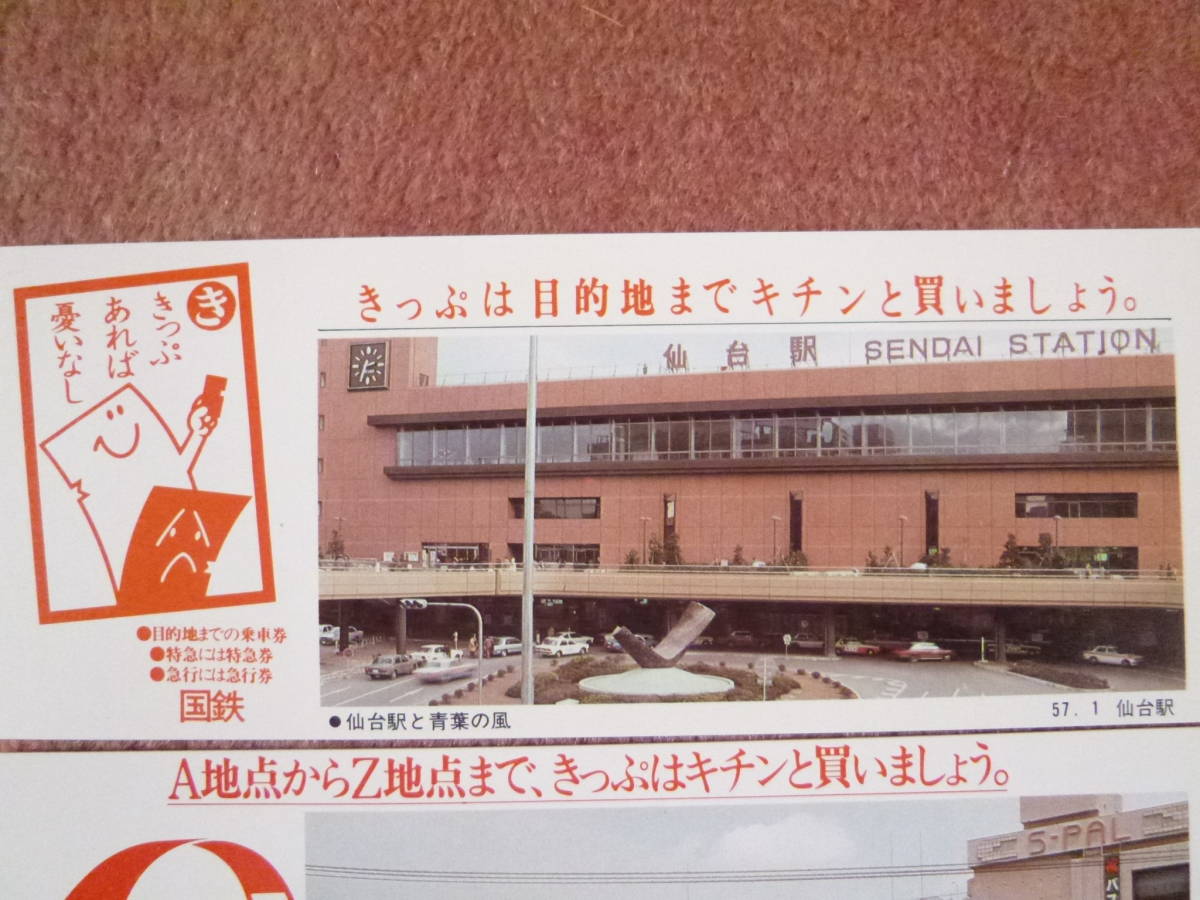 きっぷは目的地までキチンと買いましょう。
き
きっぷ
あれば
憂いなし
仙台駅 SENDAI STATION
●目的地までの乗車券
●特急には特急券
●急行には急行券
国鉄
●仙台駅と青葉の風
57.1 仙台駅
A地点からZ地点まで、きっぷはキチンと買いましょう。
S-PAL
バス